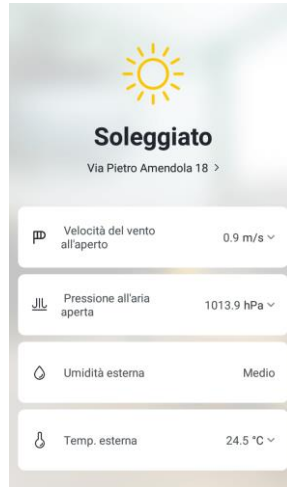 Soleggiato
Via Pietro Amendola 18 >
Velocità del vento
all'aperto
0.9 m/s
Pressione all'aria
aperta
1013.9 hPa
Umidità esterna
Medio
Temp. esterna
24.5 °C